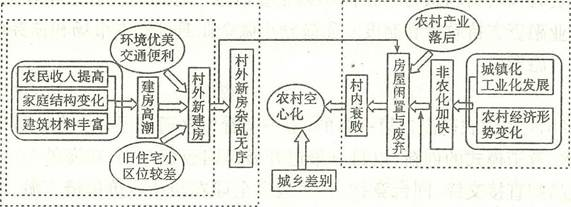 业
环境优美
交通便利
农民收入提高
家庭结构变化
建筑材料丰富
建房高潮
旧住宅小
区位较差
村外新建房
村外新房杂乱无序
农村空
心化
城乡差别
村内衰败
房屋闲置与废弃
农村产业
落后
非农化加快
城镇化
工业化发展
农村经济形
势变化